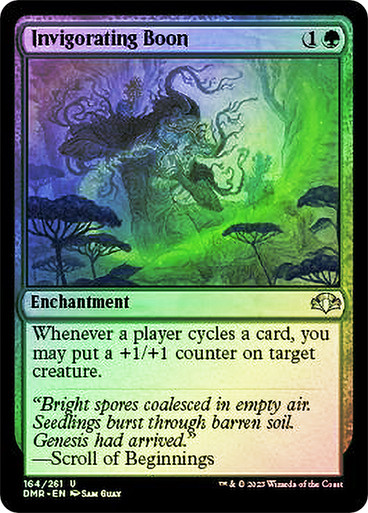 Invigorating Boon 1
Enchantment
Whenever a player cycles a card, you
may put a +1/+1 counter on target
creature.
“Bright spores coalesced in empty air.
Seedlings burst through barren soil.
Genesis had arrived.”
—Scroll of Beginnings
164/261 U
DMR • EN Sam Guay
™ & © 2023 Wizards of the Coast